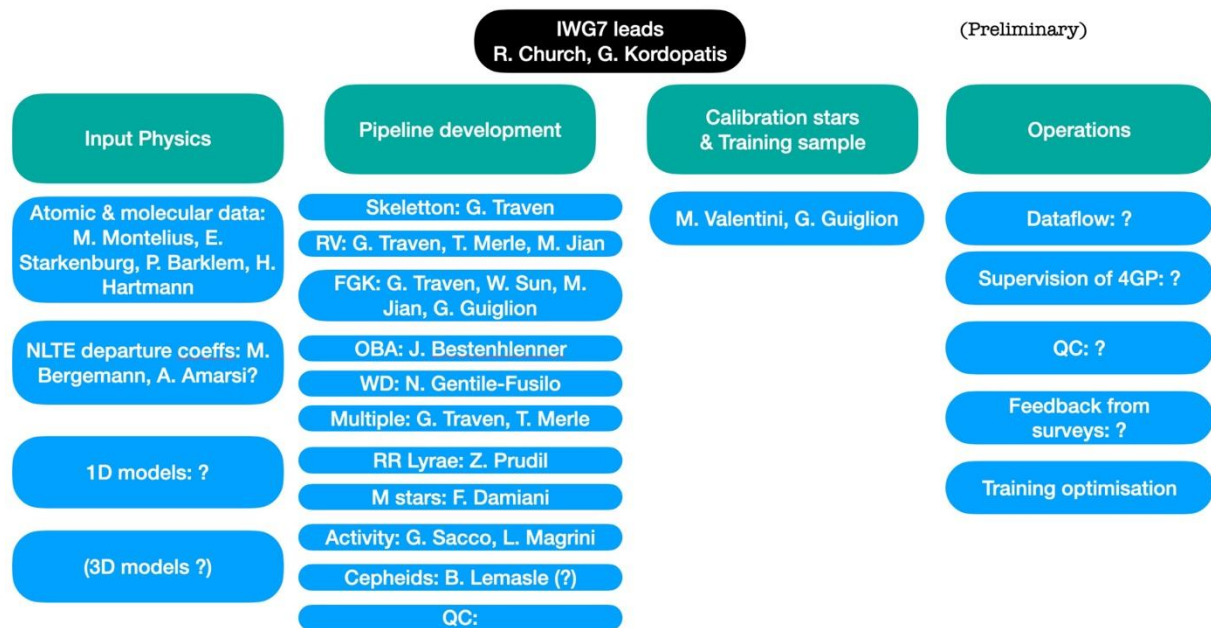 IWG7 leads
R. Church, G. Kordopatis
(Preliminary)
Input Physics
Atomic & molecular data:
M. Montelius, E.
Starkenburg, P. Barklem, H.
Hartmann
NLTE departure coeffs: M.
Bergemann, A. Amarsi?
1D models: ?
(3D models ?)
Pipeline development
Skeletton: G. Traven
RV: G. Traven, T. Merle, M. Jian
FGK: G. Traven, W. Sun, M.
Jian, G. Guiglion
OBA: J. Bestenhlenner
WD: N. Gentile-Fusilo
Multiple: G. Traven, T. Merle
RR Lyrae: Z. Prudil
M stars: F. Damiani
Activity: G. Sacco, L. Magrini
Cepheids: B. Lemasle (?)
QC:
Calibration stars
& Training sample
M. Valentini, G. Guiglion
Operations
Dataflow: ?
Supervision of 4GP: ?
QC: ?
Feedback from
surveys: ?
Training optimisation